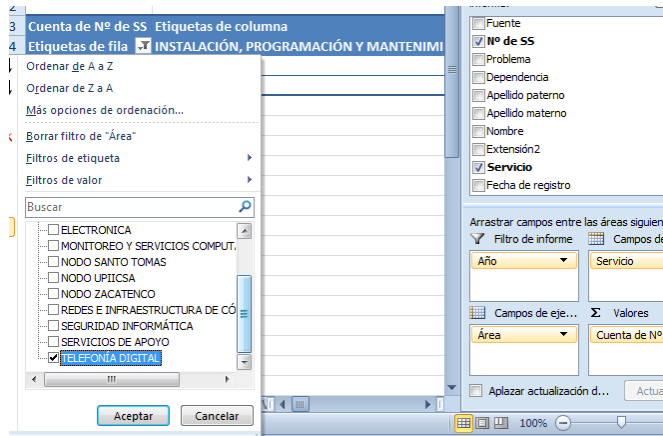 3 Cuenta de Nº de SS Etiquetas de columna
4 Etiquetas de fila INSTALACIÓN, PROGRAMACIÓN Y MANTENIMI
Ordenar de A a Z
Ordenar de Z a A
Más opciones de ordenación...
Borrar filtro de "Área"
Filtros de etiqueta
Filtros de valor
Buscar
ELECTRONICA
MONITOREO Y SERVICIOS COMPUT
NODO SANTO TOMAS
NODO UPIICSA
NODO ZACATENCO
REDES E INFRAESTRUCTURA DE CÓ
SEGURIDAD INFORMÁTICA
SERVICIOS DE APOYO
TELEFONÍA DIGITAL
Aceptar Cancelar
Fuente
Nº de SS
Problema
Dependencia
Apellido paterno
Apellido materno
Nombre
Extensión2
Servicio
Fecha de registro
Arrastrar campos entre las áreas siguien
Filtro de informe Campos de
Año Servicio
Campos de eje... Σ Valores
Área Cuenta de Nº
Aplazar actualización d... Actua
100%